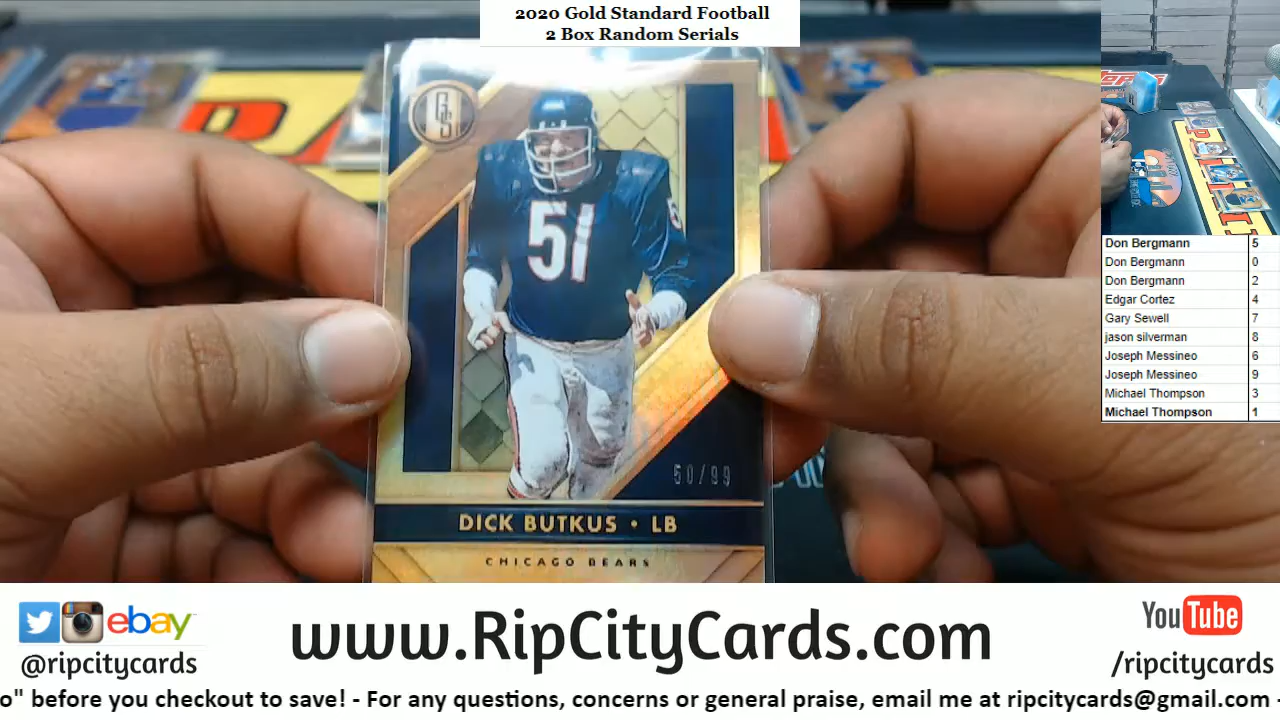 2020 Gold Standard Football
2 Box Random Serials
GS
51
5
50/99
DICK BUTKUS • LB
CHICAGO BEARS
Don Bergmann 5
Don Bergmann 0
Don Bergmann 2
Edgar Cortez 4
Gary Sewell 7
jason silverman 8
Joseph Messineo 6
Joseph Messineo 9
Michael Thompson 3
Michael Thompson 1
ebay
@ripcitycards
www.RipCityCards.com
YouTube
/ripcitycards
o" before you checkout to save! - For any questions, concerns or general praise, email me at ripcitycards@gmail.com -